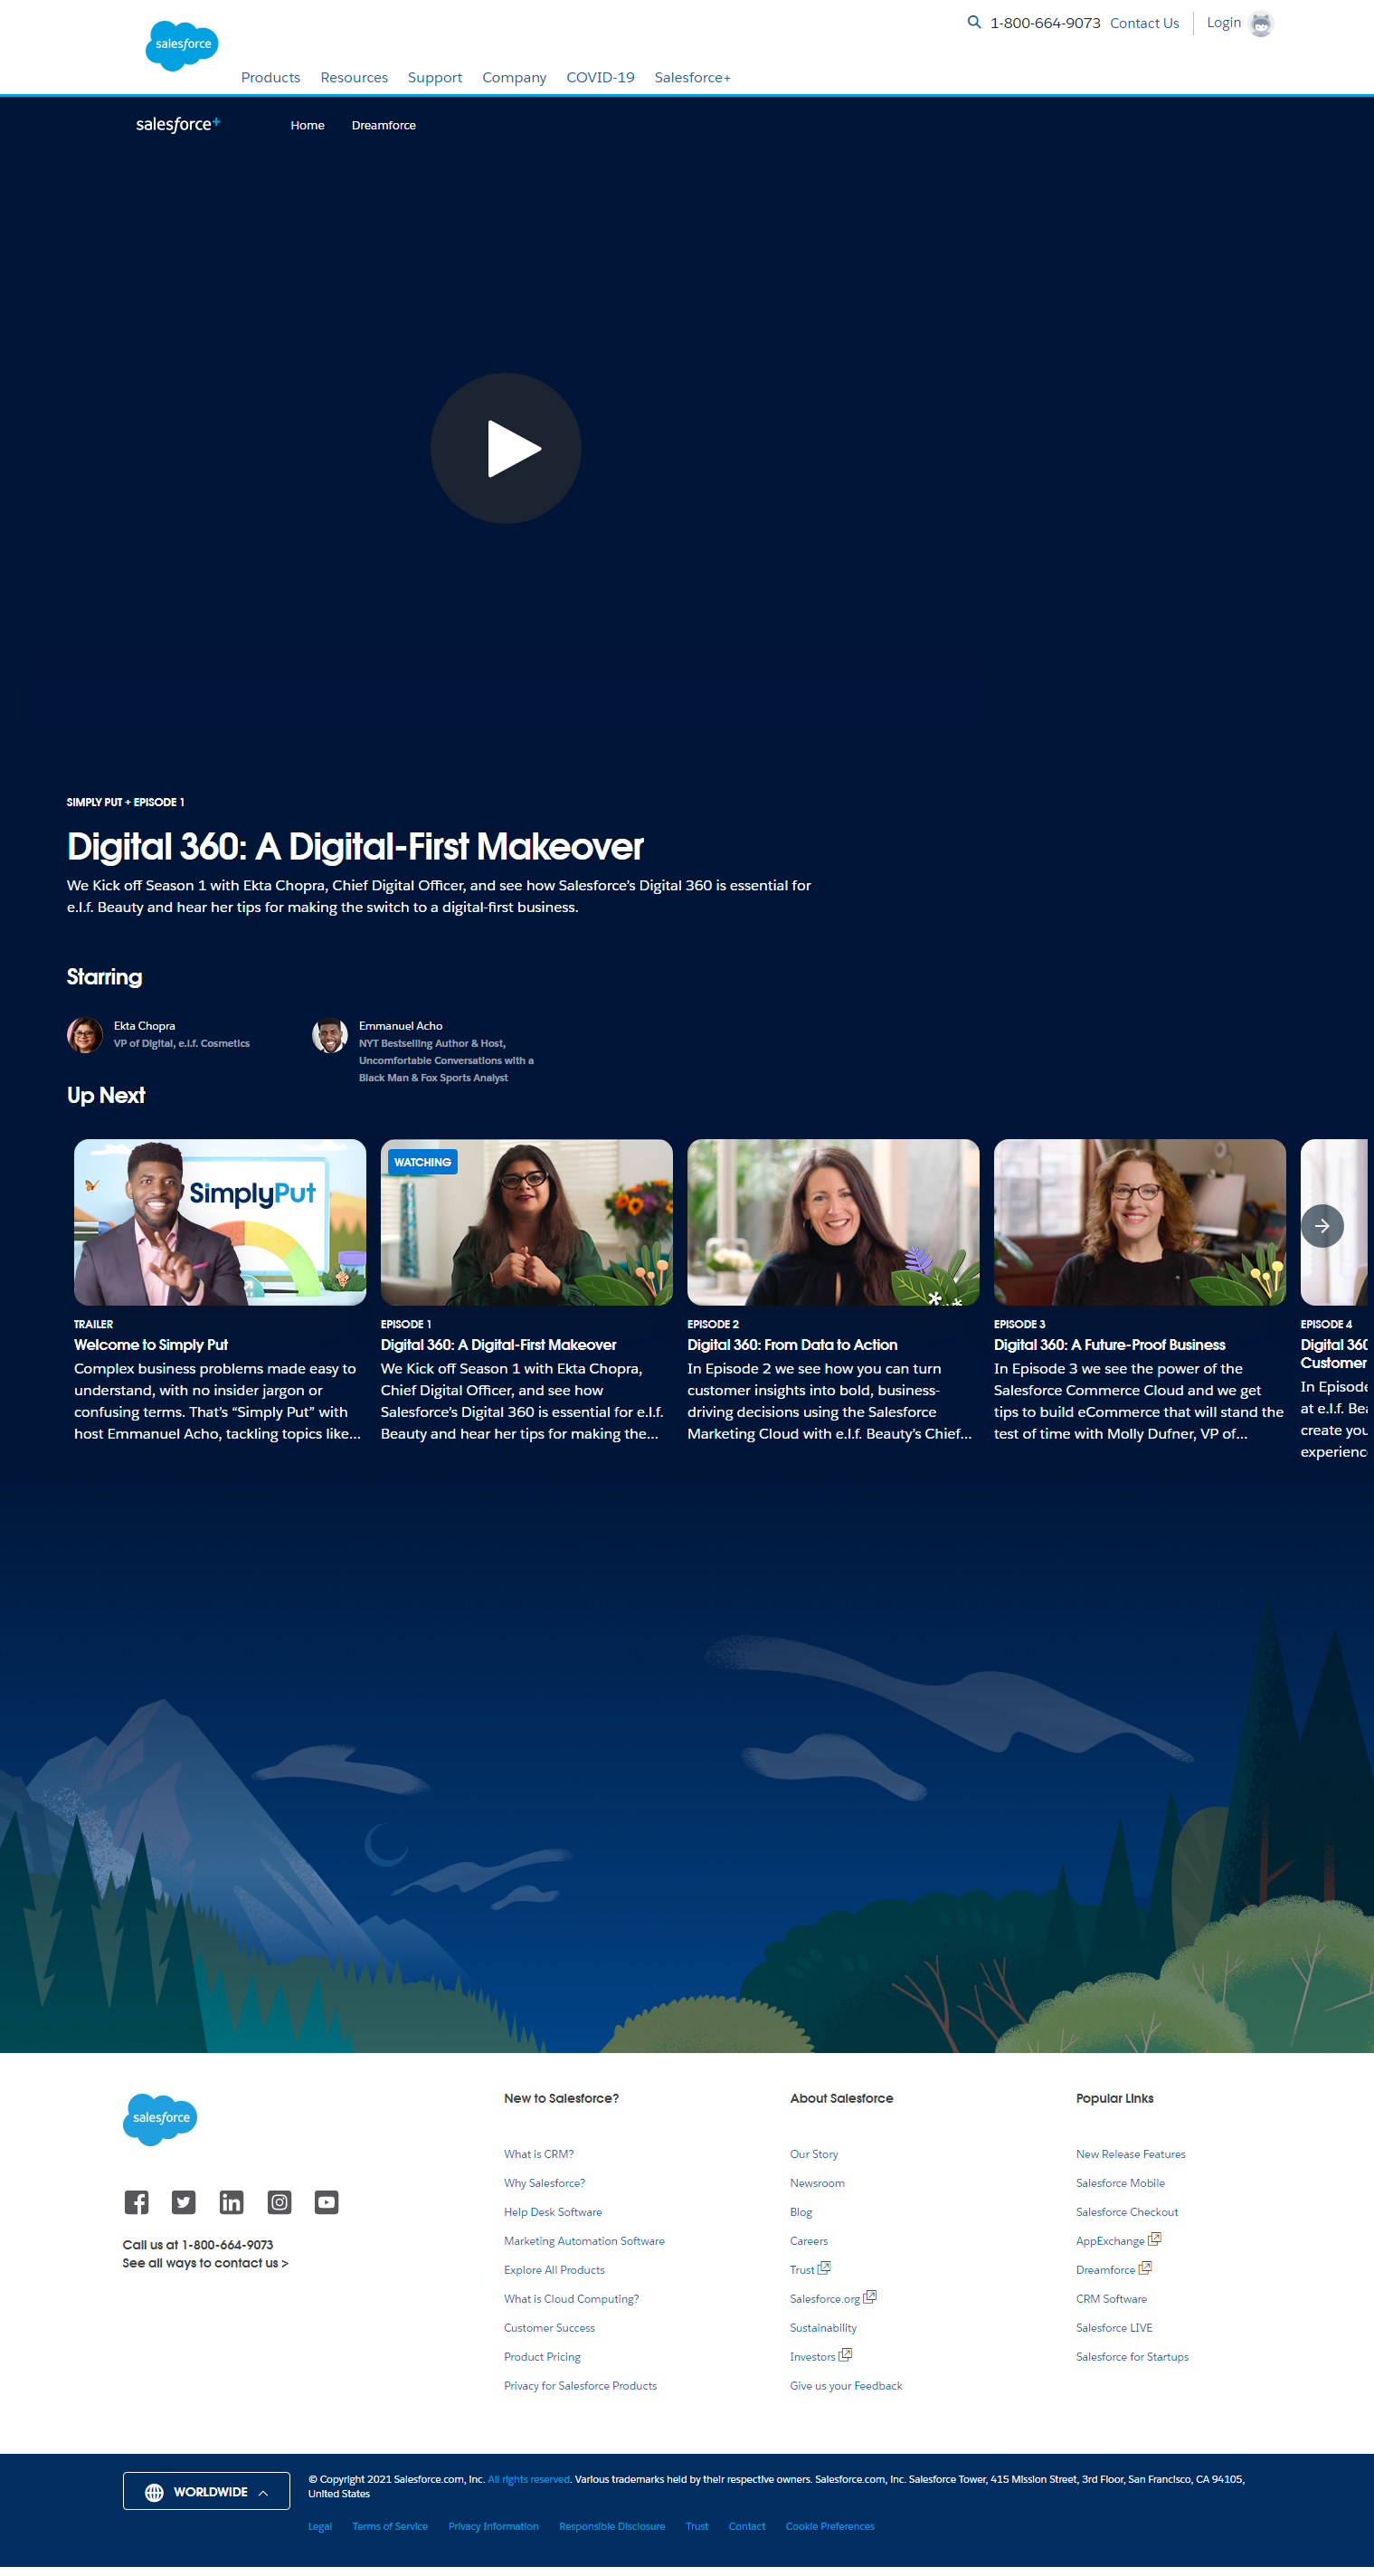 salesforce
1-800-664-9073 Contact Us Login
Products Resources Support Company COVID-19 Salesforce+
salesforce+ Home Dreamforce
SIMPLY PUT + EPISODE 1
Digital 360: A Digital-First Makeover
We Kick off Season 1 with Ekta Chopra, Chief Digital Officer, and see how Salesforce's Digital 360 is essential for
e.l.f. Beauty and hear her tips for making the switch to a digital-first business.
Starring
Ekta Chopra
VP of Digital, e.l.f. Cosmetics
Emmanuel Acho
NYT Bestselling Author & Host,
Uncomfortable Conversations with a
Black Man & Fox Sports Analyst
Up Next
SimplyPut
TRAILER
Welcome to Simply Put
Complex business problems made easy to
understand, with no insider jargon or
confusing terms. That's “Simply Put” with
host Emmanuel Acho, tackling topics like...
WATCHING
EPISODE 1
Digital 360: A Digital-First Makeover
We Kick off Season 1 with Ekta Chopra,
Chief Digital Officer, and see how
Salesforce's Digital 360 is essential for e.l.f.
Beauty and hear her tips for making the...
EPISODE 2
Digital 360: From Data to Action
In Episode 2 we see how you can turn
customer insights into bold, business-
driving decisions using the Salesforce
Marketing Cloud with e.l.f. Beauty's Chief...
EPISODE 3
Digital 360: A Future-Proof Business
In Episode 3 we see the power of the
Salesforce Commerce Cloud and we get
tips to build eCommerce that will stand the
test of time with Molly Dufner, VP of...
EPISODE 4
Digital 360
Customer
In Episode
at e.l.f. Bea
create you
experienc
salesforce
Call us at 1-800-664-9073
See all ways to contact us >
New to Salesforce?
What is CRM?
Why Salesforce?
Help Desk Software
Marketing Automation Software
Explore All Products
What is Cloud Computing?
Customer Success
Product Pricing
Privacy for Salesforce Products
About Salesforce
Our Story
Newsroom
Blog
Careers
Trust
Salesforce.org
Sustainability
Investors
Give us your Feedback
Popular Links
New Release Features
Salesforce Mobile
Salesforce Checkout
AppExchange
Dreamforce
CRM Software
Salesforce LIVE
Salesforce for Startups
WORLDWIDE
© Copyright 2021 Salesforce.com, inc. All rights reserved. Various trademarks held by their respective owners. Salesforce.com, inc. Salesforce Tower, 415 Mission Street, 3rd Floor, San Francisco, CA 94105,
United States
Legal Terms of Service Privacy Information Responsible Disclosure Trust Contact Cookie Preferences